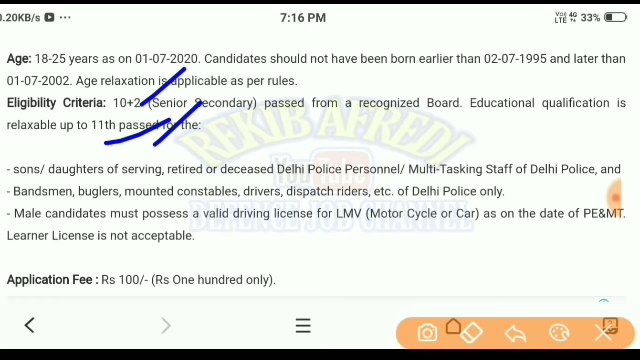 0.20KB/s ··· 7:16 PM Vo) LTE 4G 33%
Age: 18-25 years as on 01-07-2020. Candidates should not have been born earlier than 02-07-1995 and later than
01-07-2002. Age relaxation is applicable as per rules.
Eligibility Criteria: 10+2 (Senior Secondary) passed from a recognized Board. Educational qualification is
relaxable up to 11th passed for the:
REKIB AFREDI
YouTube
DEFENCE JOB CHANNEL
- sons/ daughters of serving, retired or deceased Delhi Police Personnel/ Multi-Tasking Staff of Delhi Police, and
- Bandsmen, buglers, mounted constables, drivers, dispatch riders, etc. of Delhi Police only.
- Male candidates must possess a valid driving license for LMV (Motor Cycle or Car) as on the date of PE&MT.
Learner License is not acceptable.
Application Fee : Rs 100/- (Rs One hundred only).